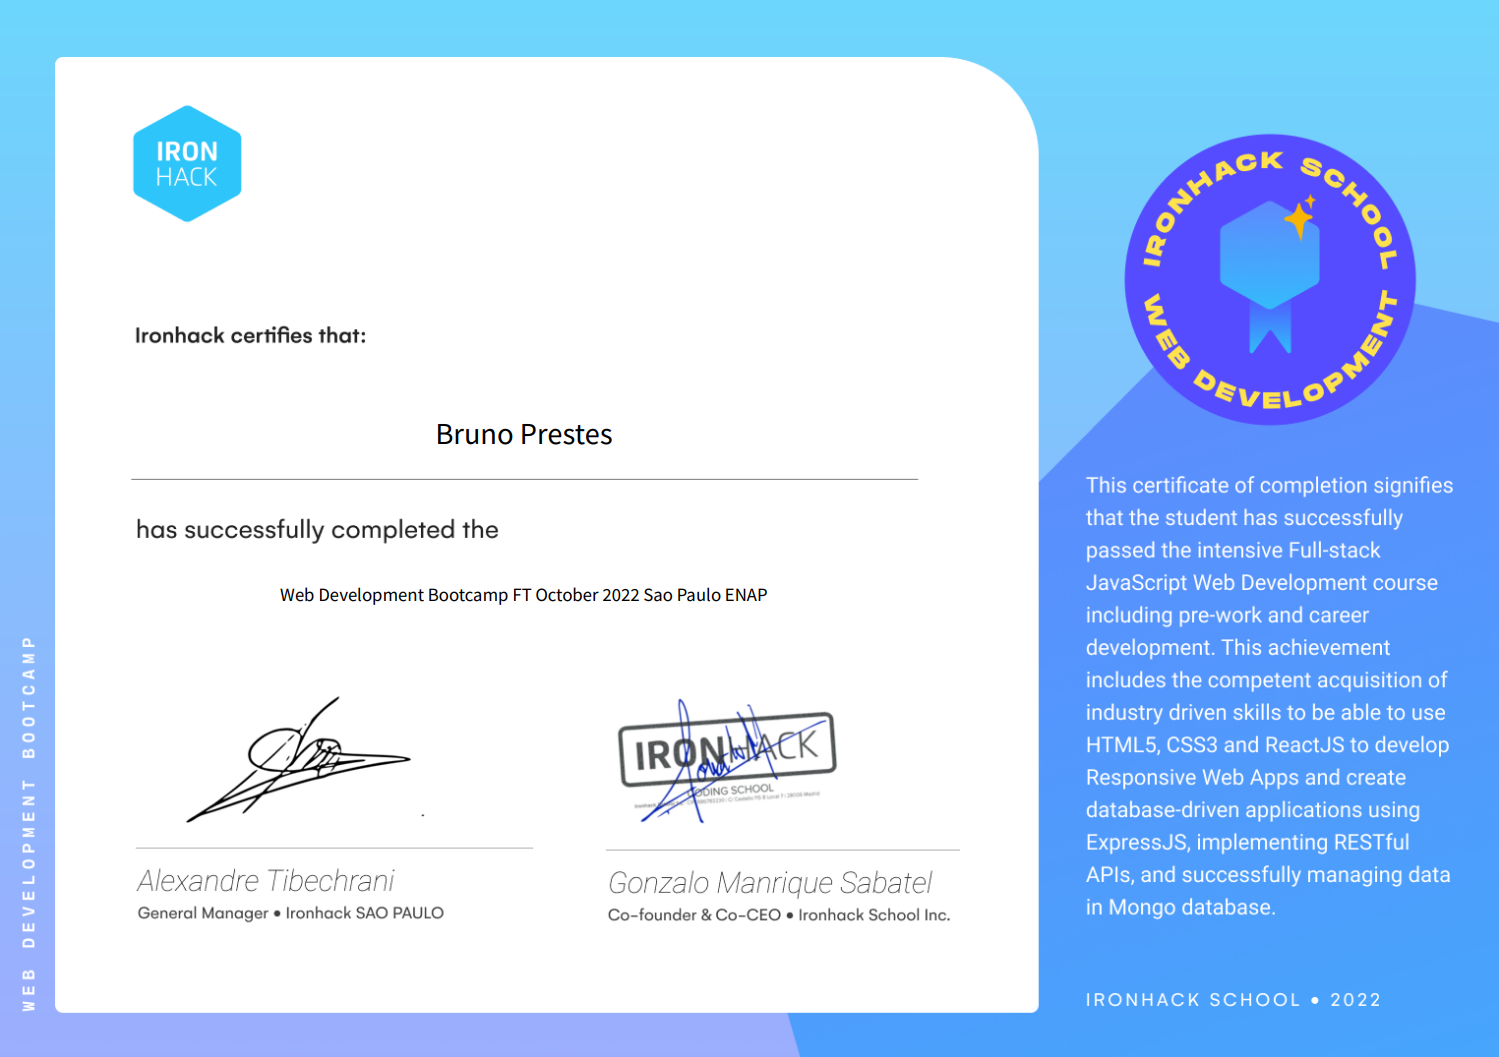 IRON
HACK
Ironhack certifies that:
Bruno Prestes
has successfully completed the
Web Development Bootcamp FT October 2022 Sao Paulo ENAP
IRONHACK
CODING SCHOOL
Alexandre Tibechrani
General Manager • Ironhack SAO PAULO
Gonzalo Manrique Sabatel
Co-founder & Co-CEO • Ironhack School Inc.
WEB DEVELOPMENT BOOTCAMP
IRONHACK SCHOOL
WEB DEVELOPMENT
This certificate of completion signifies
that the student has successfully
passed the intensive Full-stack
JavaScript Web Development course
including pre-work and career
development. This achievement
includes the competent acquisition of
industry driven skills to be able to use
HTML5, CSS3 and ReactJS to develop
Responsive Web Apps and create
database-driven applications using
ExpressJS, implementing RESTful
APIs, and successfully managing data
in Mongo database.
IRONHACK SCHOOL • 2022